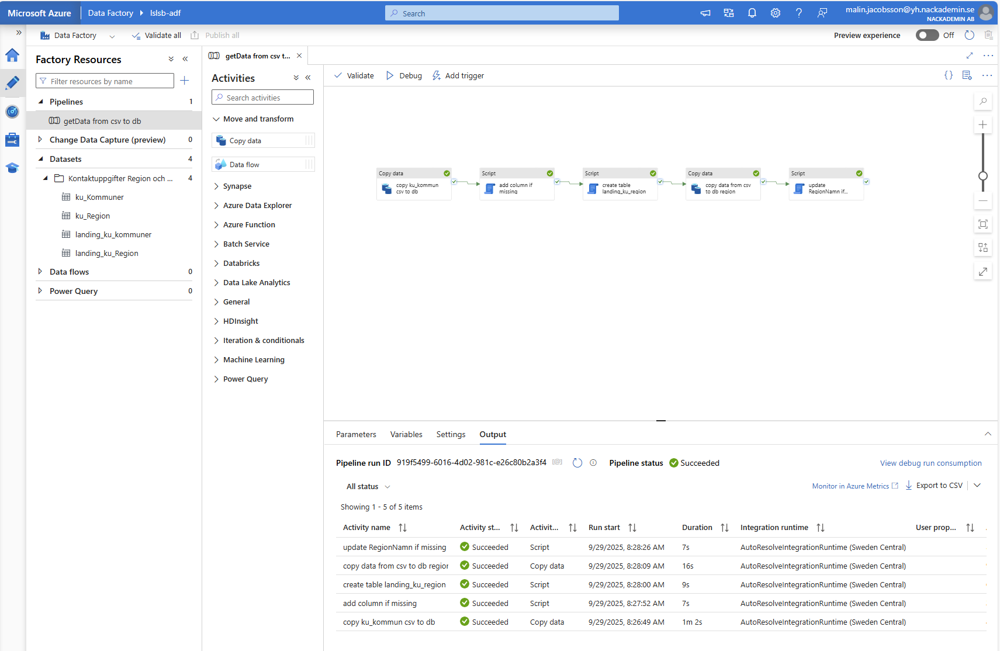 Microsoft Azure
Data Factory
lslsb-adf
Search
malin.jacobsson@yh.nackademin.se
NACKADEMIN AB
Data Factory
Validate all
Publish all
Preview experience
Off
Factory Resources
Filter resources by name
Pipelines 1
getData from csv to db
Change Data Capture (preview) 0
Datasets 4
Kontaktuppgifter Region och ... 4
ku_Kommuner
ku_Region
landing_ku_kommuner
landing_ku_Region
Data flows 0
Power Query 0
getData from csv t...
Activities
Search activities
Move and transform
Copy data
Data flow
Synapse
Azure Data Explorer
Azure Function
Batch Service
Databricks
Data Lake Analytics
General
HDInsight
Iteration & conditionals
Machine Learning
Power Query
Validate
Debug
Add trigger
Copy data
copy ku_kommun
csv to db
Script
add column if
missing
Script
create table
landing_ku_region
Copy data
copy data from csv
to db region
Script
update
RegionNamn if...
Parameters
Variables
Settings
Output
Pipeline run ID 919f5499-6016-4d02-981c-e26c80b2a3f4
Pipeline status Succeeded
View debug run consumption
All status
Monitor in Azure Metrics
Export to CSV
Showing 1 - 5 of 5 items
Activity name Activity st... Activit... Run start Duration Integration runtime User prop...
update RegionNamn if missing Succeeded Script 9/29/2025, 8:28:26 AM 7s AutoResolveIntegrationRuntime (Sweden Central)
copy data from csv to db region Succeeded Copy data 9/29/2025, 8:28:09 AM 16s AutoResolveIntegrationRuntime (Sweden Central)
create table landing_ku_region Succeeded Script 9/29/2025, 8:28:00 AM 9s AutoResolveIntegrationRuntime (Sweden Central)
add column if missing Succeeded Script 9/29/2025, 8:27:52 AM 7s AutoResolveIntegrationRuntime (Sweden Central)
copy ku_kommun csv to db Succeeded Copy data 9/29/2025, 8:26:49 AM 1m 2s AutoResolveIntegrationRuntime (Sweden Central)